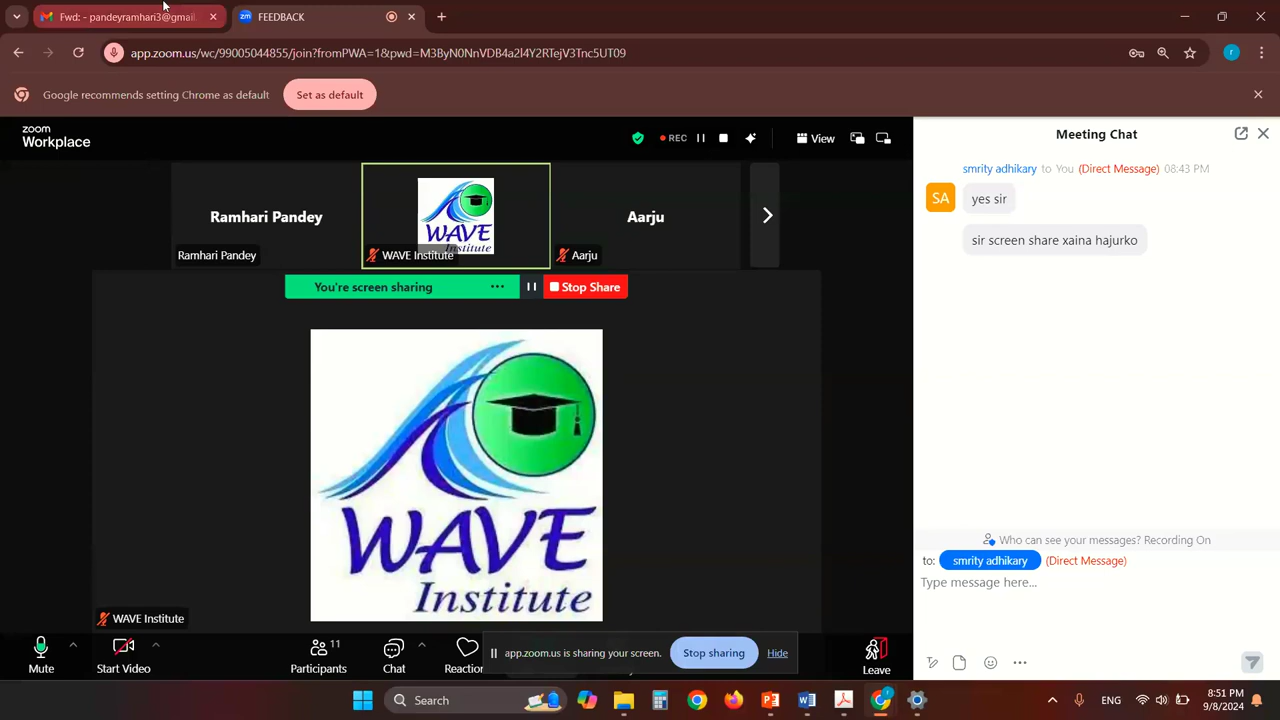 Fwd: - pandeyramhari3@gmail
FEEDBACK
app.zoom.us/wc/99005044855/join?fromPWA=1&pwd=M3ByN0NnVDB4a2l4Y2RTejV3Tnc5UT09
Google recommends setting Chrome as default
Set as default
zoom
Workplace
REC
View
Meeting Chat
smrity adhikary to You (Direct Message) 08:43 PM
SA
yes sir
sir screen share xaina hajurko
Ramhari Pandey
Ramhari Pandey
WAVE
Institute
WAVE Institute
Aarju
Aarju
You're screen sharing
Stop Share
WAVE
Institute
WAVE Institute
Who can see your messages? Recording On
to: smrity adhikary (Direct Message)
Type message here...
Mute
Start Video
11
Participants
Chat
Reaction
app.zoom.us is sharing your screen.
Stop sharing
Hide
Leave
Search
ENG
8:51 PM
9/8/2024